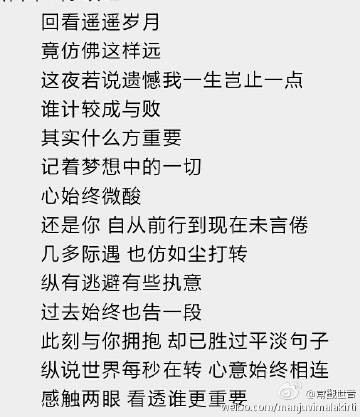 回看遥遥岁月
竟仿佛这样远
这夜若说遗憾我一生岂止一点
谁计较成与败
其实什么方重要
记着梦想中的一切
心始终微酸
还是你 自从前行到现在未言倦
几多际遇 也仿如尘打转
纵有逃避有些执意
过去始终也告一段
此刻与你拥抱 却已胜过平淡句子
纵说世界每秒在转 心意始终相连
感触两眼 看透谁更重要
@常觀世音
weibo.com/manjuvimalakirti